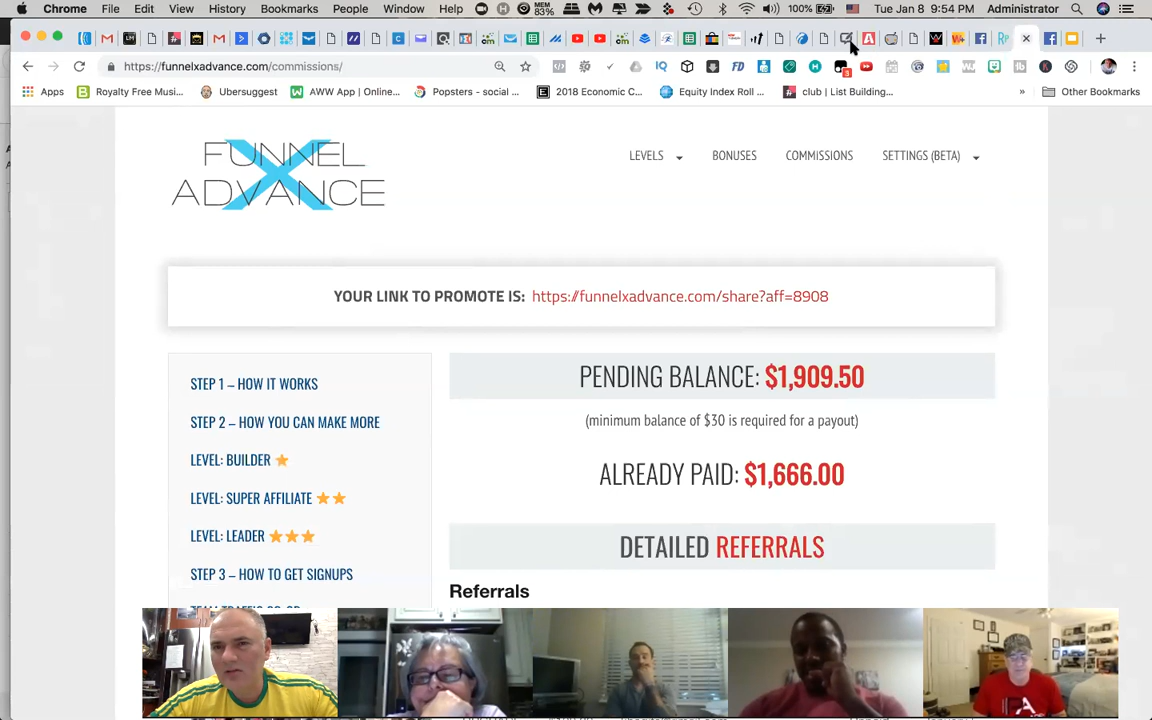 Chrome File Edit View History Bookmarks People Window Help MEM 83% 100% Tue Jan 8 9:54 PM Administrator
https://funnelxadvance.com/commissions/
Apps Royalty Free Musi... Ubersuggest AWW App | Online... Popsters - social ... 2018 Economic C... Equity Index Roll ... club | List Building... » Other Bookmarks
FUNNEL
ADVANCE
LEVELS BONUSES COMMISSIONS SETTINGS (BETA)
YOUR LINK TO PROMOTE IS: https://funnelxadvance.com/share?aff=8908
STEP 1 – HOW IT WORKS
STEP 2 – HOW YOU CAN MAKE MORE
LEVEL: BUILDER
LEVEL: SUPER AFFILIATE
LEVEL: LEADER
STEP 3 – HOW TO GET SIGNUPS
PENDING BALANCE: $1,909.50
(minimum balance of $30 is required for a payout)
ALREADY PAID: $1,666.00
DETAILED REFERRALS
Referrals